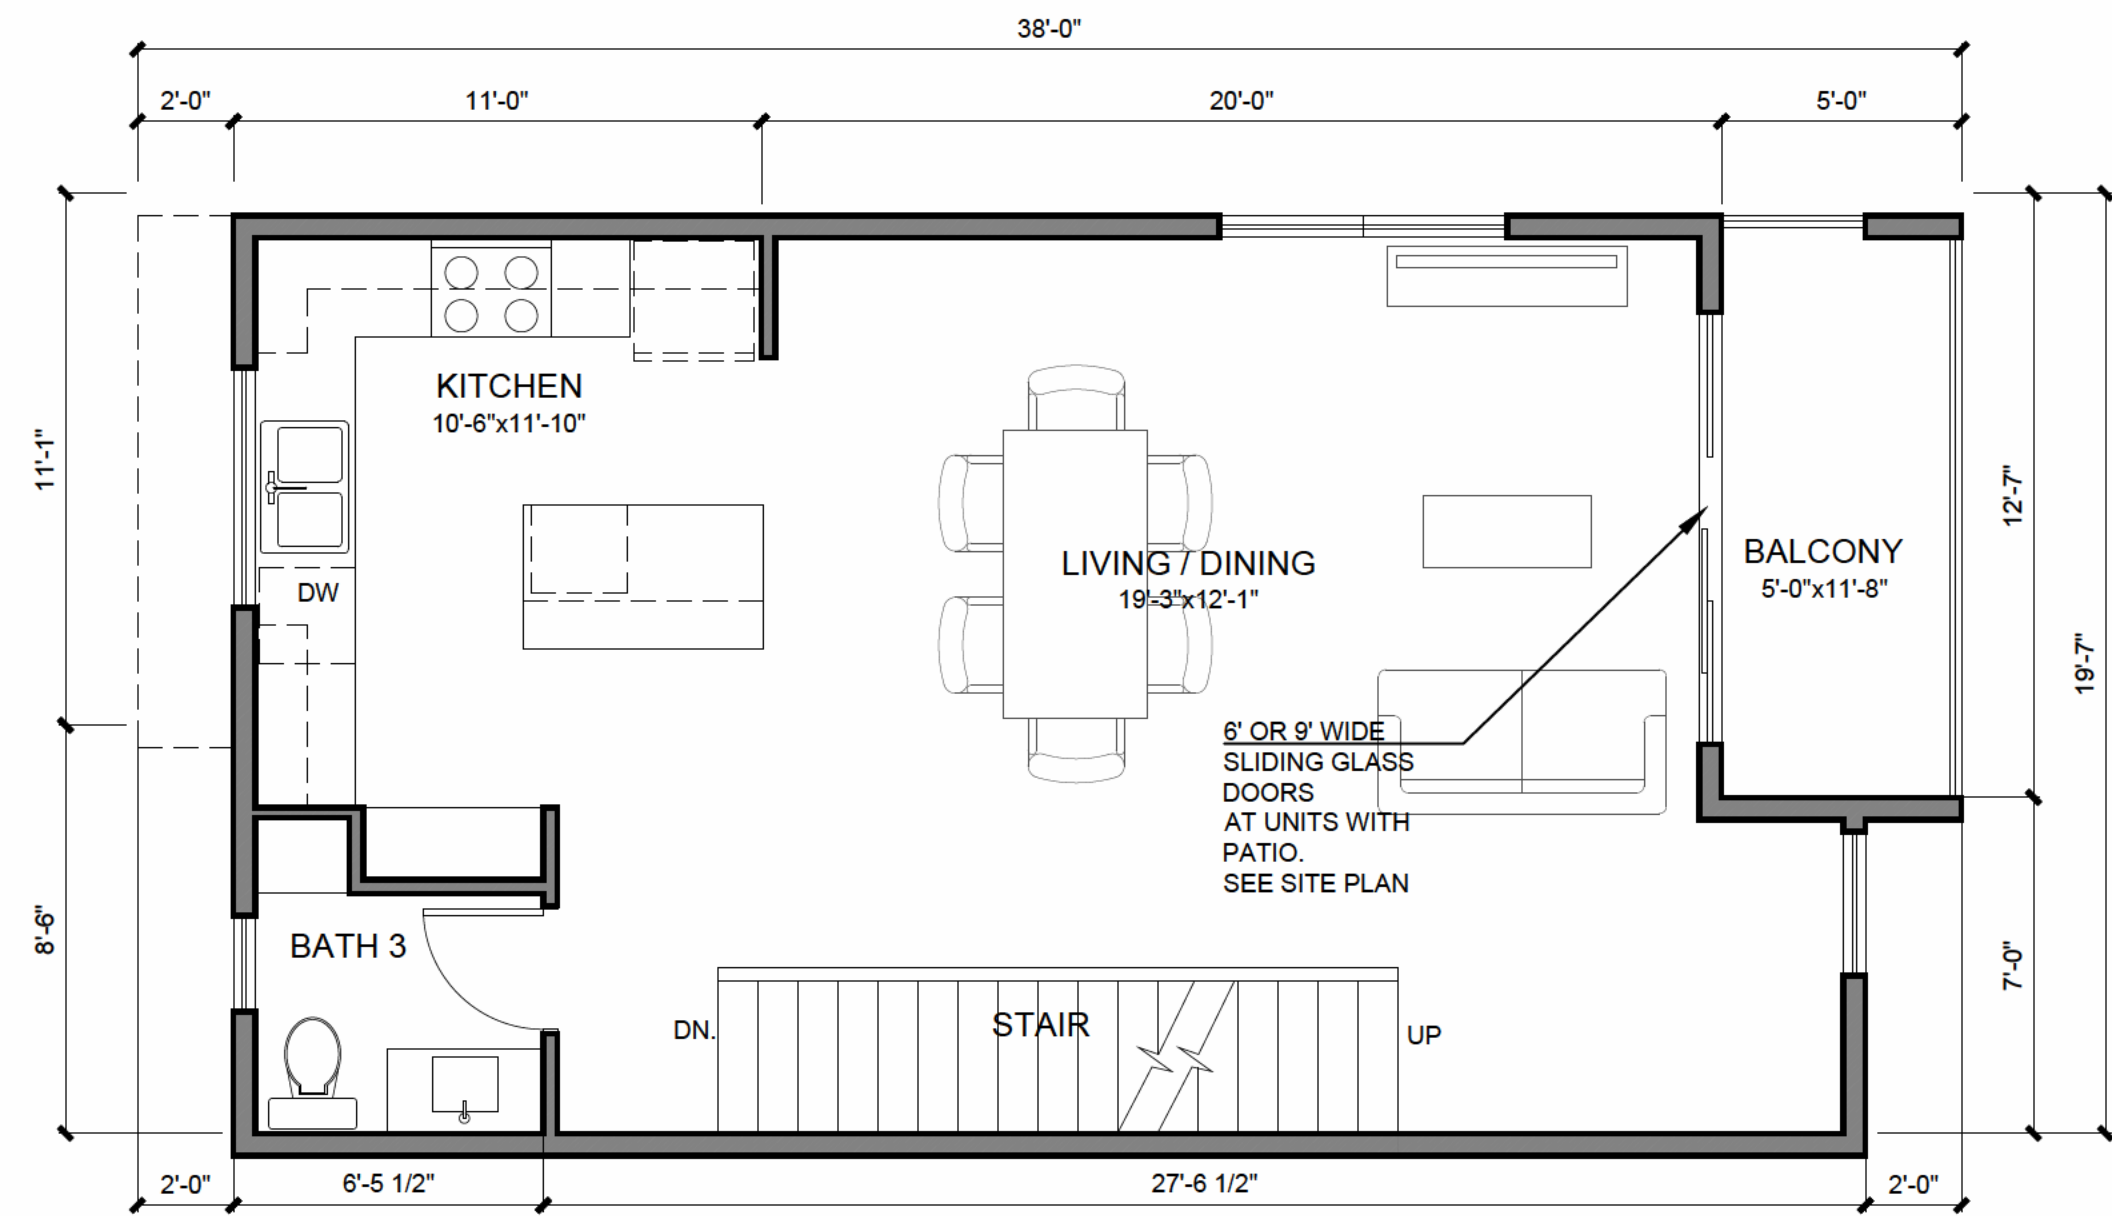 38'-0"
2'-0"
11'-0"
20'-0"
5'-0"
KITCHEN
10'-6"x11'-10"
11'-1"
12'-7"
LIVING / DINING
19'-3"x12'-1"
BALCONY
5'-0"x11'-8"
DW
19'-7"
6' OR 9' WIDE
SLIDING GLASS
DOORS
AT UNITS WITH
PATIO.
SEE SITE PLAN
8'-6"
BATH 3
7'-0"
DN.
STAIR
UP
2'-0"
6'-5 1/2"
27'-6 1/2"
2'-0"